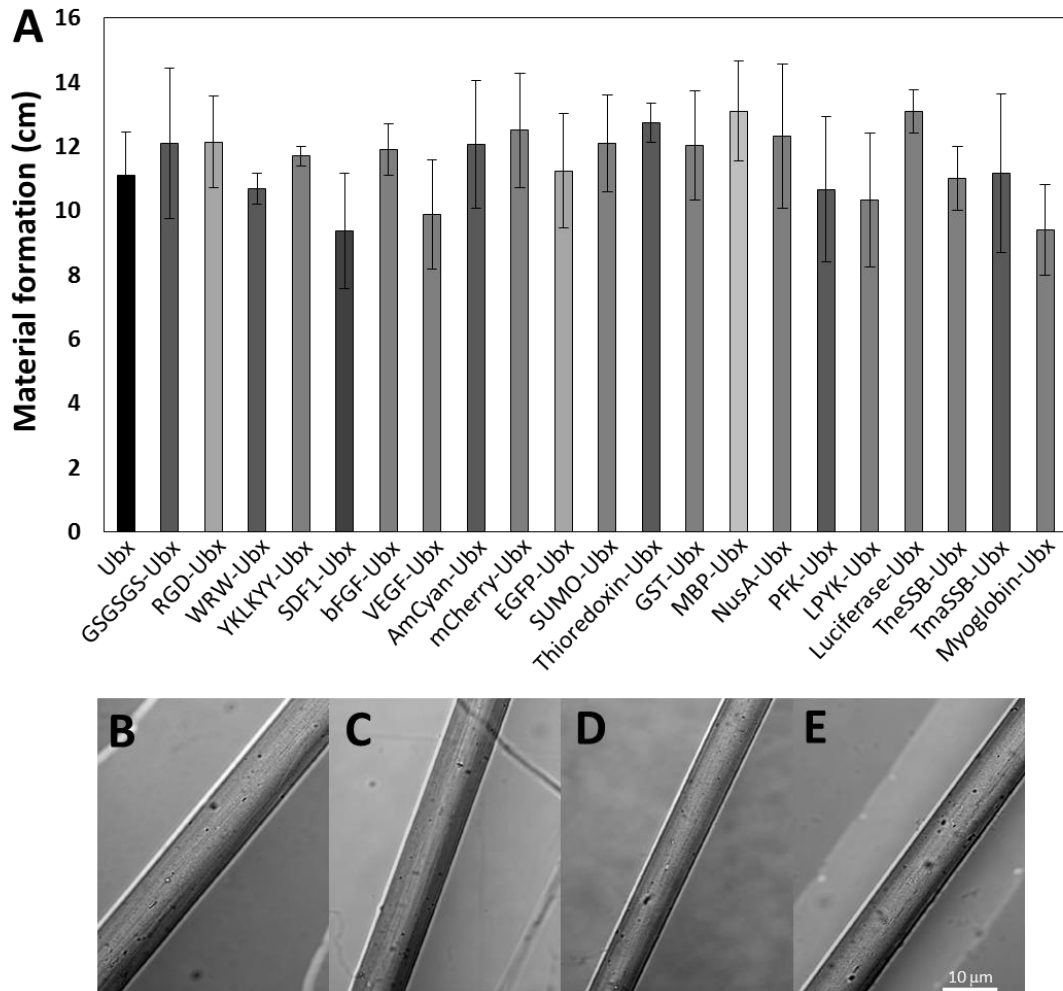 A
Material formation (cm)
16
14
12
10
8
6
4
2
0
Ubx
GSGSGS-Ubx
RGD-Ubx
WRW-Ubx
YKLKYY-Ubx
SDF1-Ubx
bFGF-Ubx
VEGF-Ubx
AmCyan-Ubx
mCherry-Ubx
EGFP-Ubx
SUMO-Ubx
Thioredoxin-Ubx
GST-Ubx
MBP-Ubx
NusA-Ubx
PFK-Ubx
LPYK-Ubx
Luciferase-Ubx
TneSSB-Ubx
TmaSSB-Ubx
Myoglobin-Ubx
B
C
D
E
10 µm